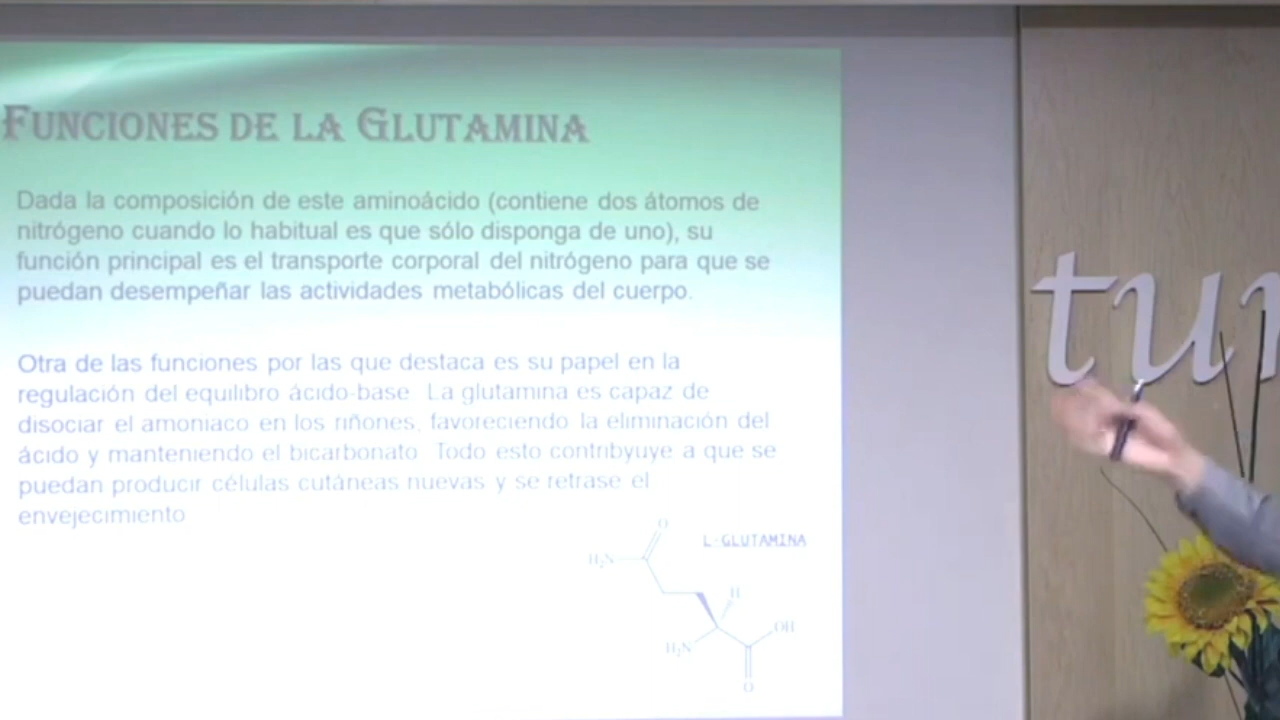 FUNCIONES DE LA GLUTAMINA
Dada la composición de este aminoácido (contiene dos átomos de
nitrógeno cuando lo habitual es que sólo disponga de uno), su
función principal es el transporte corporal del nitrógeno para que se
puedan desempeñar las actividades metabólicas del cuerpo.
Otra de las funciones por las que destaca es su papel en la
regulación del equilibro ácido-base. La glutamina es capaz de
disociar el amoniaco en los riñones, favoreciendo la eliminación del
ácido y manteniendo el bicarbonato. Todo esto contribyuye a que se
puedan producir células cutáneas nuevas y se retrase el
envejecimiento
O
L-GLUTAMINA
H₂N
H
OH
H₂N
O
tu